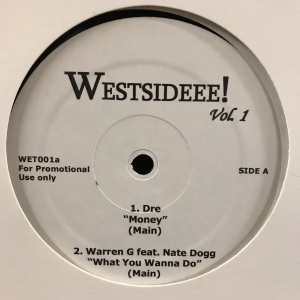 WESTSIDEEE!
Vol. 1
WET001a
For Promotional
Use only
SIDE A
1. Dre
"Money"
(Main)
2. Warren G feat. Nate Dogg
"What You Wanna Do"
(Main)